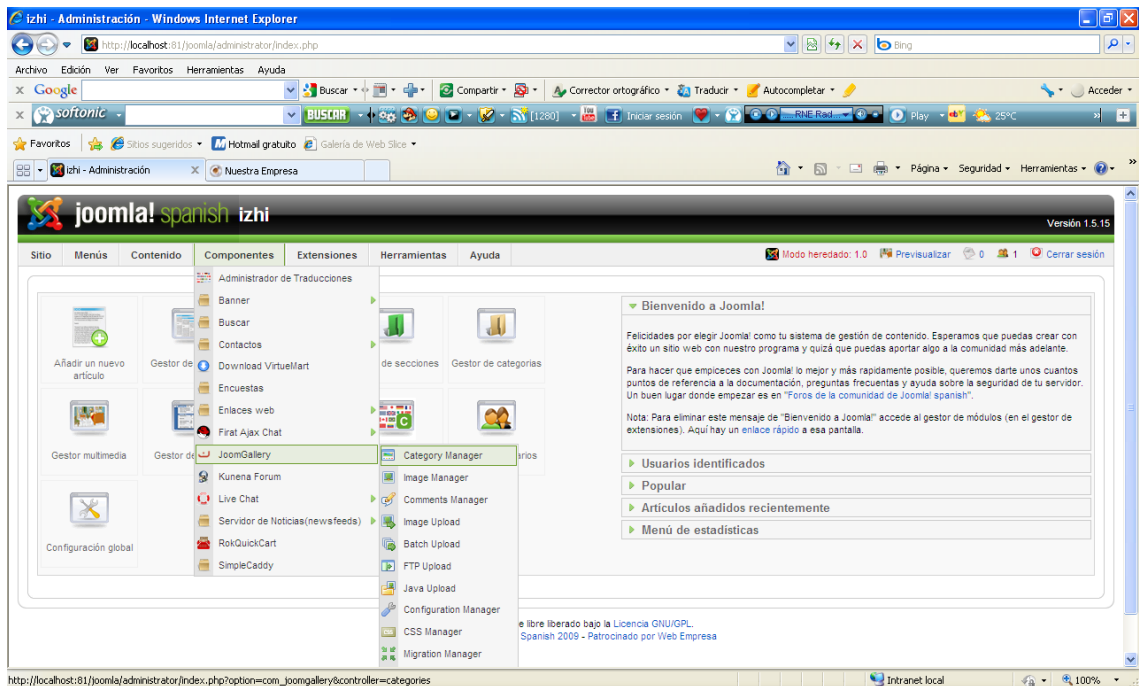 izhi - Administración - Windows Internet Explorer
http://localhost:81/joomla/administrator/index.php
Bing
Archivo Edición Ver Favoritos Herramientas Ayuda
x Google Buscar Compartir Corrector ortográfico Traducir Autocompletar Acceder
x softonic BUSCAR [1280] Iniciar sesión RNE Rad... Play 25°C
Favoritos Sitios sugeridos Hotmail gratuito Galería de Web Slice
izhi - Administración X Nuestra Empresa Página Seguridad Herramientas
joomla! spanish izhi
Versión 1.5.15
Sitio Menús Contenido Componentes Extensiones Herramientas Ayuda Modo heredado: 1.0 Previsualizar 0 1 Cerrar sesión
Administrador de Traducciones
Banner
Buscar
Contactos
Download VirtueMart
Encuestas
Enlaces web
Firat Ajax Chat
JoomGallery
Kunena Forum
Live Chat
Servidor de Noticias(newsfeeds)
RokQuickCart
SimpleCaddy
Category Manager
Image Manager
Comments Manager
Image Upload
Batch Upload
FTP Upload
Java Upload
Configuration Manager
CSS Manager
Migration Manager
Añadir un nuevo
artículo
Gestor de
de secciones
Gestor de categorías
Gestor multimedia
Gestor de
arios
Configuración global
Bienvenido a Joomla!
Felicidades por elegir Joomla! como tu sistema de gestión de contenido. Esperamos que puedas crear con
éxito un sitio web con nuestro programa y quizá que puedas aportar algo a la comunidad más adelante.
Para hacer que empiceces con Joomla! lo mejor y más rapidamente posible, queremos darte unos cuantos
puntos de referencia a la documentación, preguntas frecuentes y ayuda sobre la seguridad de tu servidor.
Un buen lugar donde empezar es en "Foros de la comunidad de Joomla! spanish".
Nota: Para eliminar este mensaje de "Bienvenido a Joomla!" accede al gestor de módulos (en el gestor de
extensiones). Aquí hay un enlace rápido a esa pantalla.
Usuarios identificados
Popular
Artículos añadidos recientemente
Menú de estadísticas
e libre liberado bajo la Licencia GNU/GPL.
Spanish 2009 - Patrocinado por Web Empresa
http://localhost:81/joomla/administrator/index.php?option=com_joomgallery&controller=categories
Intranet local
100%